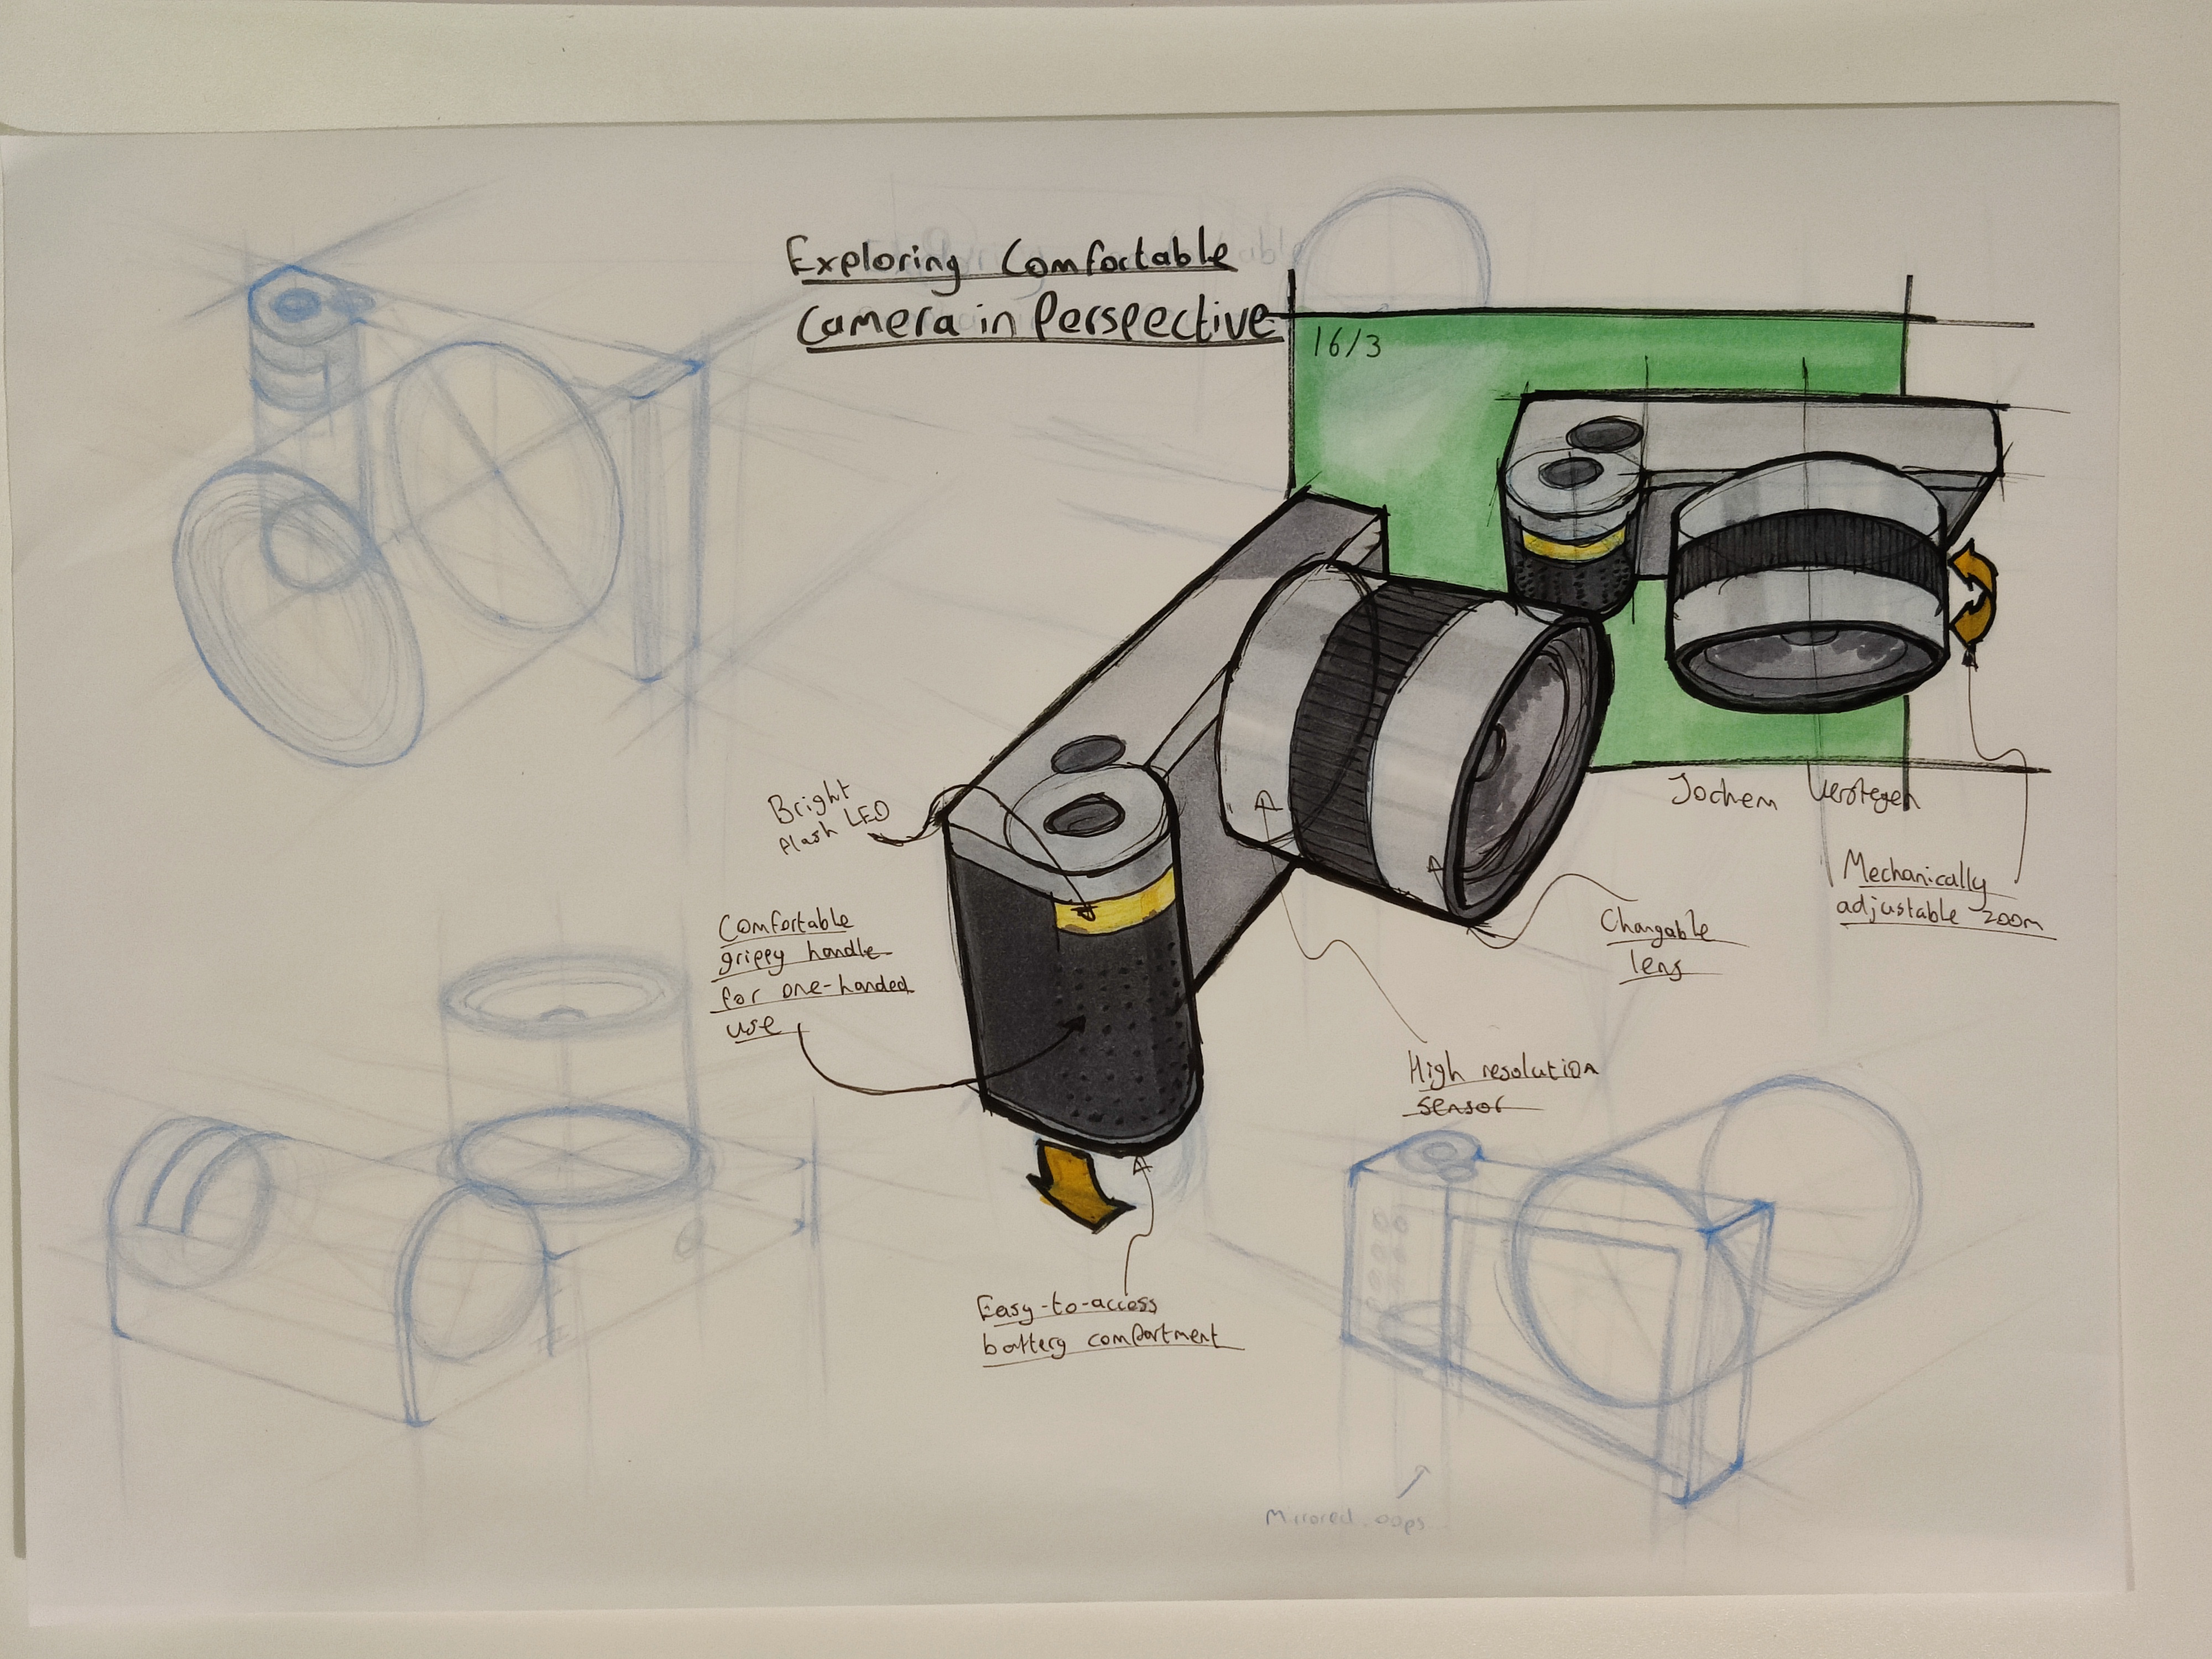 Exploring Comfortable
Camera in Perspective
16/3
Jochem Verstegen
Bright
flash LED
Comfortable
grippy handle
for one-handed
use
Mechanically
adjustable zoom
Changable
lens
High resolution
sensor
Easy-to-access
battery compartment
Mirrored. oops